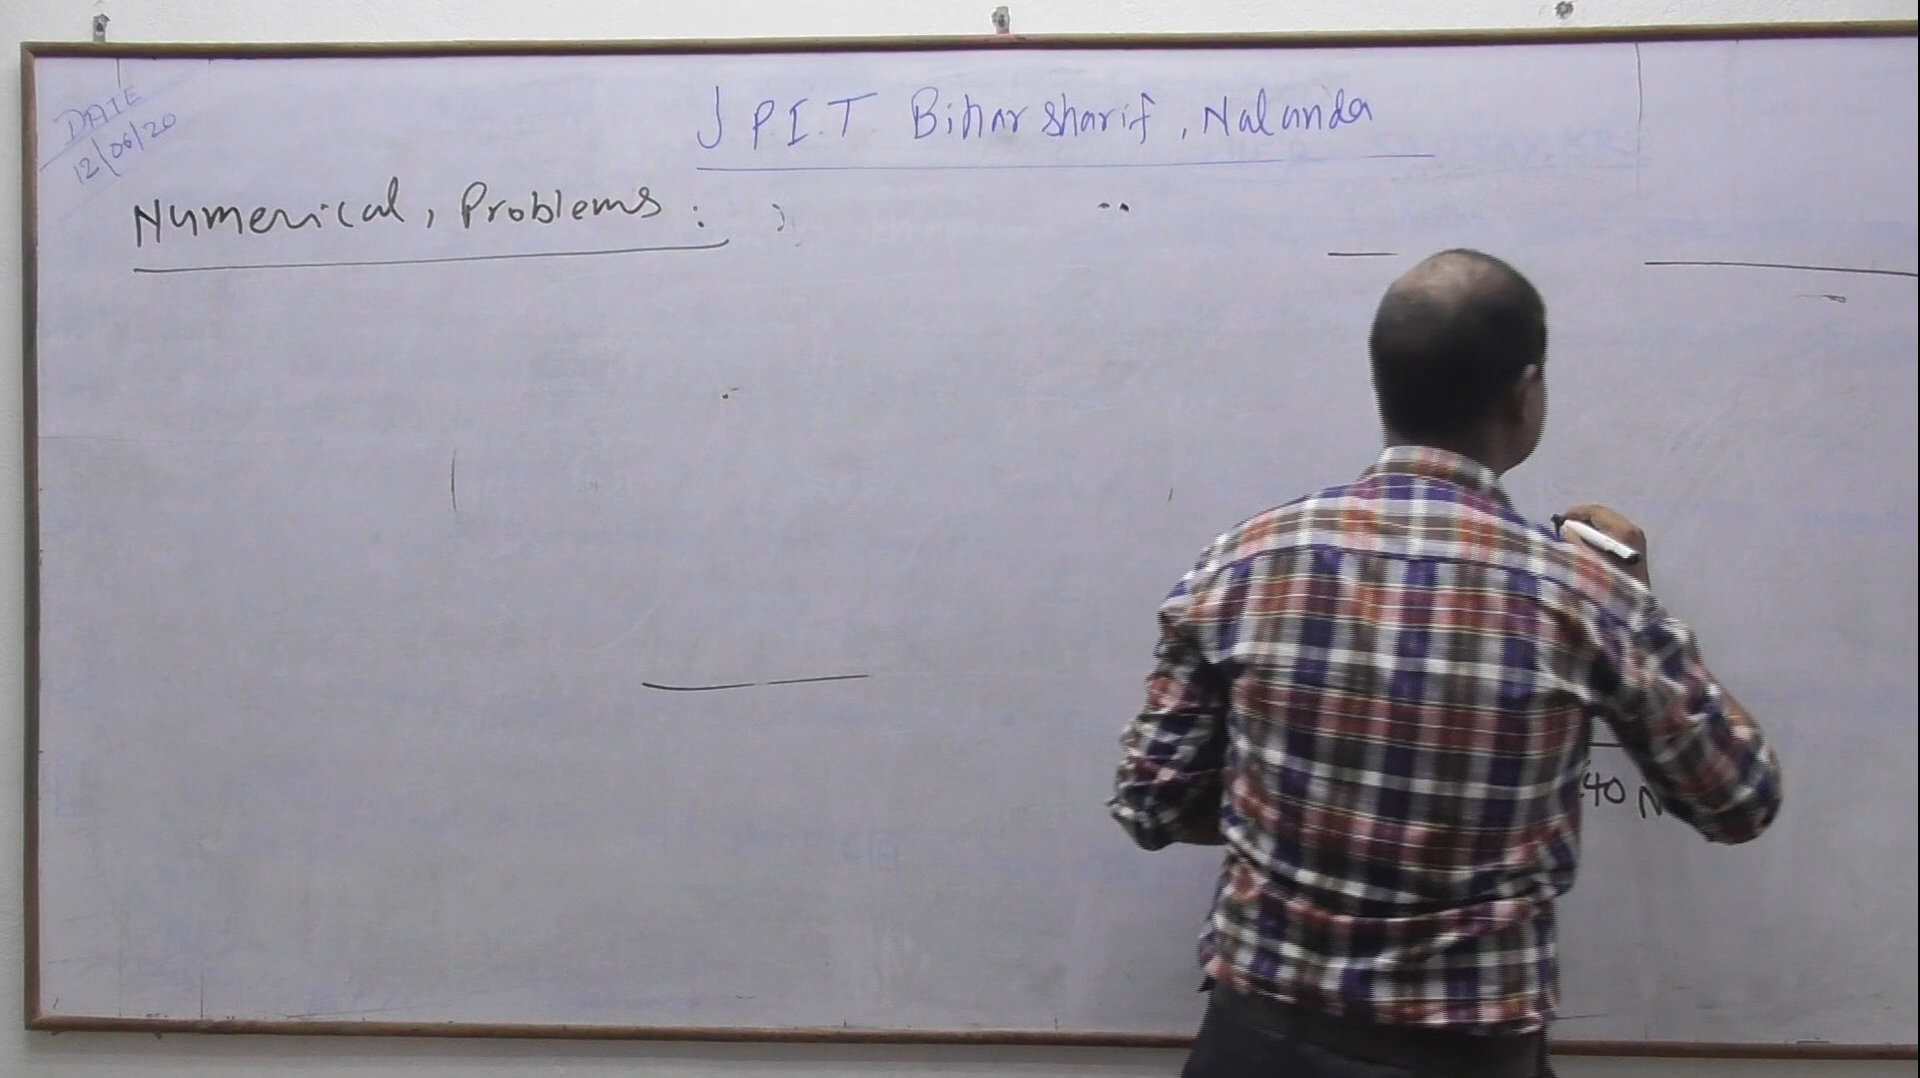 DATE
12/06/20
J P.I.T Bihar sharif, Nalanda
Numerical, Problems :
40 N